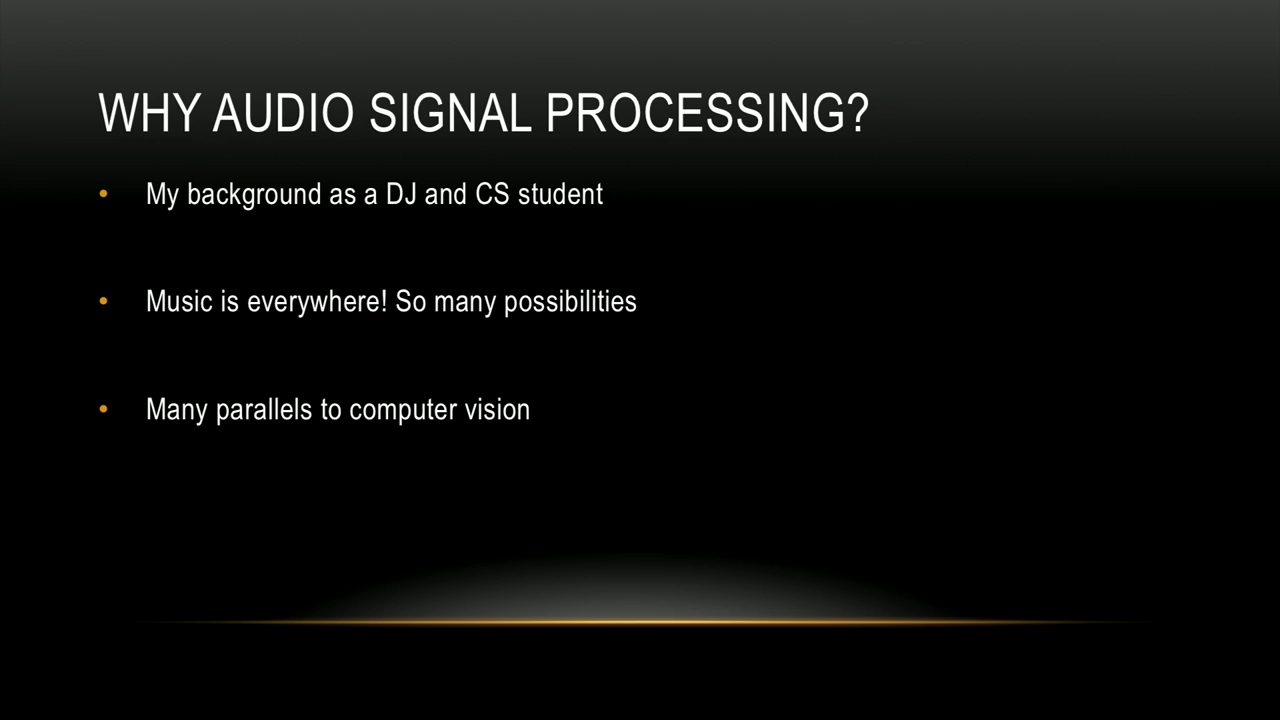 WHY AUDIO SIGNAL PROCESSING?
• My background as a DJ and CS student
• Music is everywhere! So many possibilities
• Many parallels to computer vision